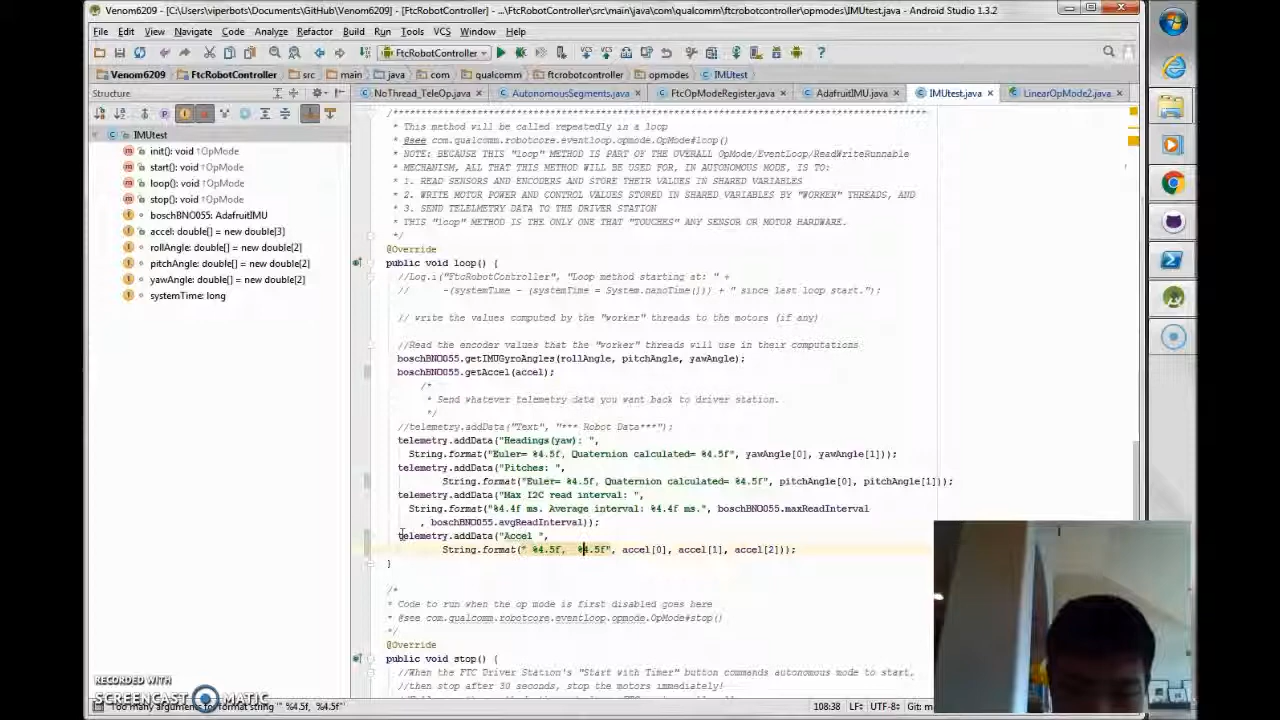 Venom6209 - [C:\Users\viperbots\Documents\GitHub\Venom6209] - [FtcRobotController] - ...\FtcRobotController\src\main\java\com\qualcomm\ftcrobotcontroller\opmodes\IMUtest.java - Android Studio 1.3.2
File Edit View Navigate Code Analyze Refactor Build Run Tools VCS Window Help
FtcRobotController
Venom6209 FtcRobotController src main java com qualcomm ftcrobotcontroller opmodes IMUtest
Structure
NoThread_TeleOp.java AutonomousSegments.java FtcOpModeRegister.java AdafruitIMU.java IMUtest.java LinearOpMode2.java
IMUtest
init(): void ↑OpMode
start(): void ↑OpMode
loop(): void ↑OpMode
stop(): void ↑OpMode
boschBNO055: AdafruitIMU
accel: double[] = new double[3]
rollAngle: double[] = new double[2]
pitchAngle: double[] = new double[2]
yawAngle: double[] = new double[2]
systemTime: long
* This method will be called repeatedly in a loop
* @see com.qualcomm.robotcore.eventloop.opmode.OpMode#loop()
* NOTE: BECAUSE THIS "loop" METHOD IS PART OF THE OVERALL OpMode/EventLoop/ReadWriteRunnable
* MECHANISM, ALL THAT THIS METHOD WILL BE USED FOR, IN AUTONOMOUS MODE, IS TO:
* 1. READ SENSORS AND ENCODERS AND STORE THEIR VALUES IN SHARED VARIABLES
* 2. WRITE MOTOR POWER AND CONTROL VALUES STORED IN SHARED VARIABLES BY "WORKER" THREADS, AND
* 3. SEND TELELMETRY DATA TO THE DRIVER STATION
* THIS "loop" METHOD IS THE ONLY ONE THAT "TOUCHES" ANY SENSOR OR MOTOR HARDWARE.
*/
@Override
public void loop() {
//Log.i("FtcRobotController", "Loop method starting at: " +
// -(systemTime - (systemTime = System.nanoTime())) + " since last loop start.");
// write the values computed by the "worker" threads to the motors (if any)
//Read the encoder values that the "worker" threads will use in their computations
boschBNO055.getIMUGyroAngles(rollAngle, pitchAngle, yawAngle);
boschBNO055.getAccel(accel);
/*
* Send whatever telemetry data you want back to driver station.
*/
//telemetry.addData("Text", "*** Robot Data***");
telemetry.addData("Headings(yaw): ",
String.format("Euler= %4.5f, Quaternion calculated= %4.5f", yawAngle[0], yawAngle[1]));
telemetry.addData("Pitches: ",
String.format("Euler= %4.5f, Quaternion calculated= %4.5f", pitchAngle[0], pitchAngle[1]));
telemetry.addData("Max I2C read interval: ",
String.format("%4.4f ms. Average interval: %4.4f ms.", boschBNO055.maxReadInterval
, boschBNO055.avgReadInterval));
telemetry.addData("Accel ",
String.format(" %4.5f, %4.5f", accel[0], accel[1], accel[2]));
}
/*
* Code to run when the op mode is first disabled goes here
* @see com.qualcomm.robotcore.eventloop.opmode.OpMode#stop()
*/
@Override
public void stop() {
//When the FTC Driver Station's "Start with Timer" button commands autonomous mode to start,
//then stop after 30 seconds, stop the motors immediately!
RECORDED WITH
SCREENCAST MATIC
108:38 LF÷ UTF-8÷ Git: m